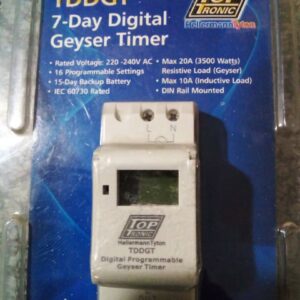 TDDGT
7-Day Digital
Geyser Timer
TOP
TRONIC
HellermannTyton
• Rated Voltage: 220 -240V AC
• 16 Programmable Settings
• 15-Day Backup Battery
• IEC 60730 Rated
• Max 20A (3500 Watts)
Resistive Load (Geyser)
• Max 10A (Inductive Load)
• DIN Rail Mounted
L N
TOP
TRONIC
HellermannTyton
TDDGT
Digital Programmable
Geyser Timer